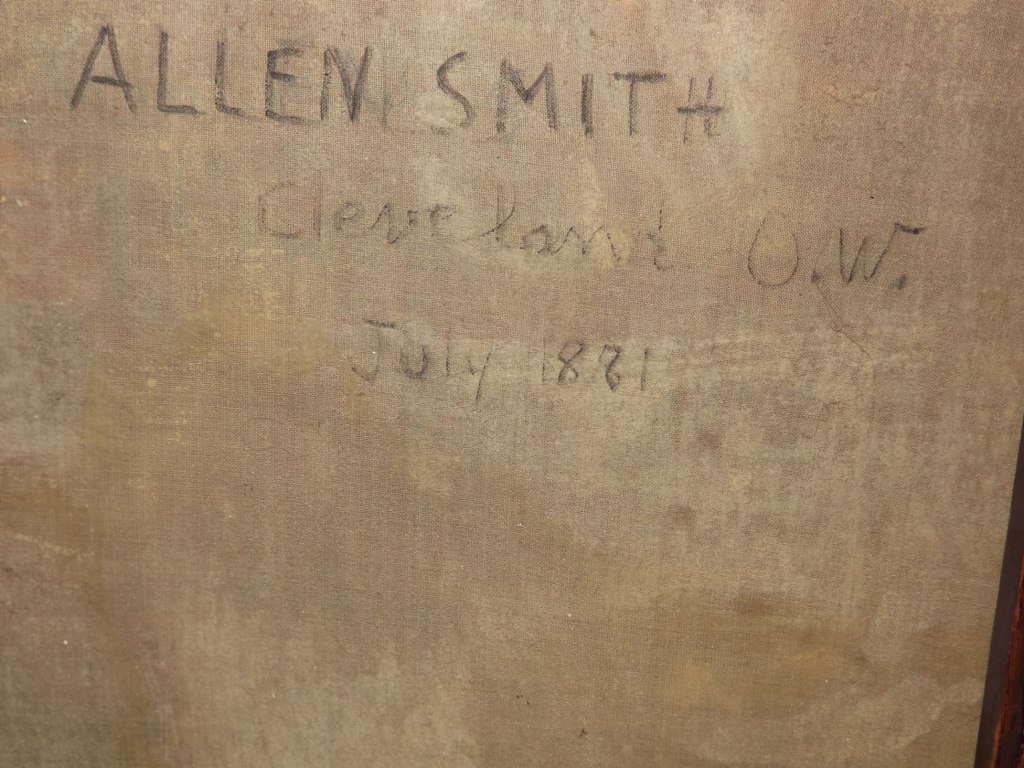 ALLEN SMITH
Cleveland O.W.
July 1881